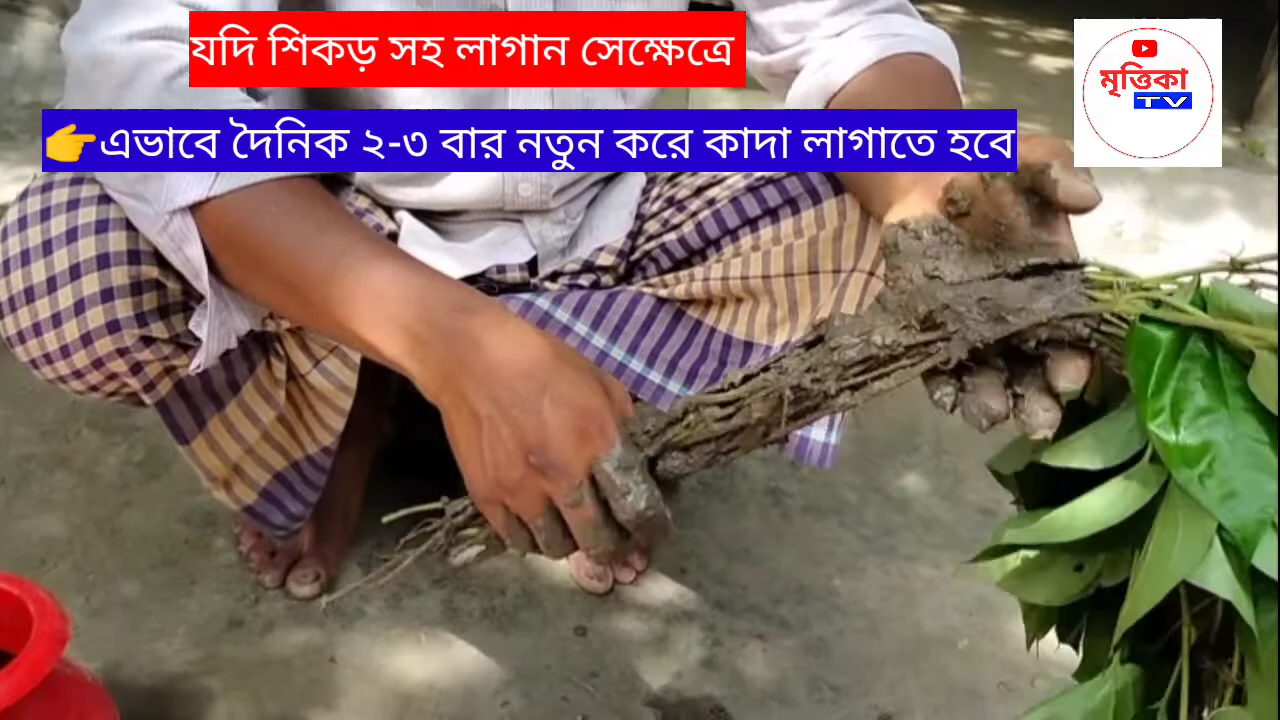 যদি শিকড় সহ লাগান সেক্ষেত্রে
👉এভাবে দৈনিক ২-৩ বার নতুন করে কাদা লাগাতে হবে
মৃত্তিকা
TV